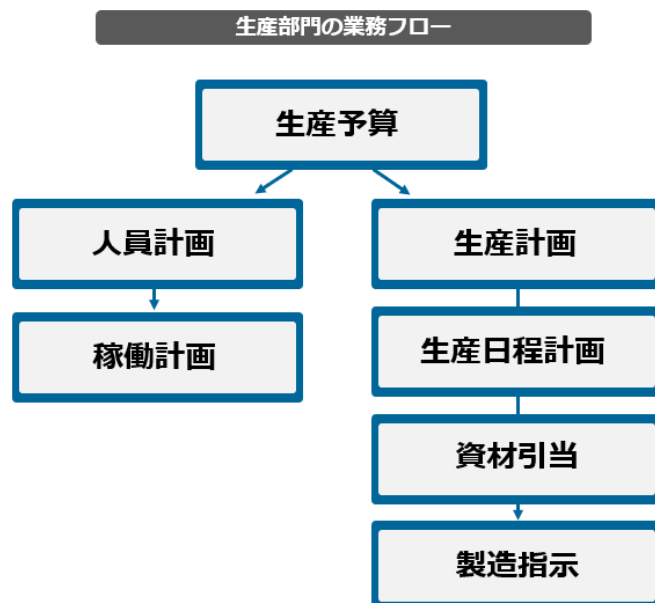 生産部門の業務フロー
生産予算
人員計画
稼働計画
生産計画
生産日程計画
資材引当
製造指示